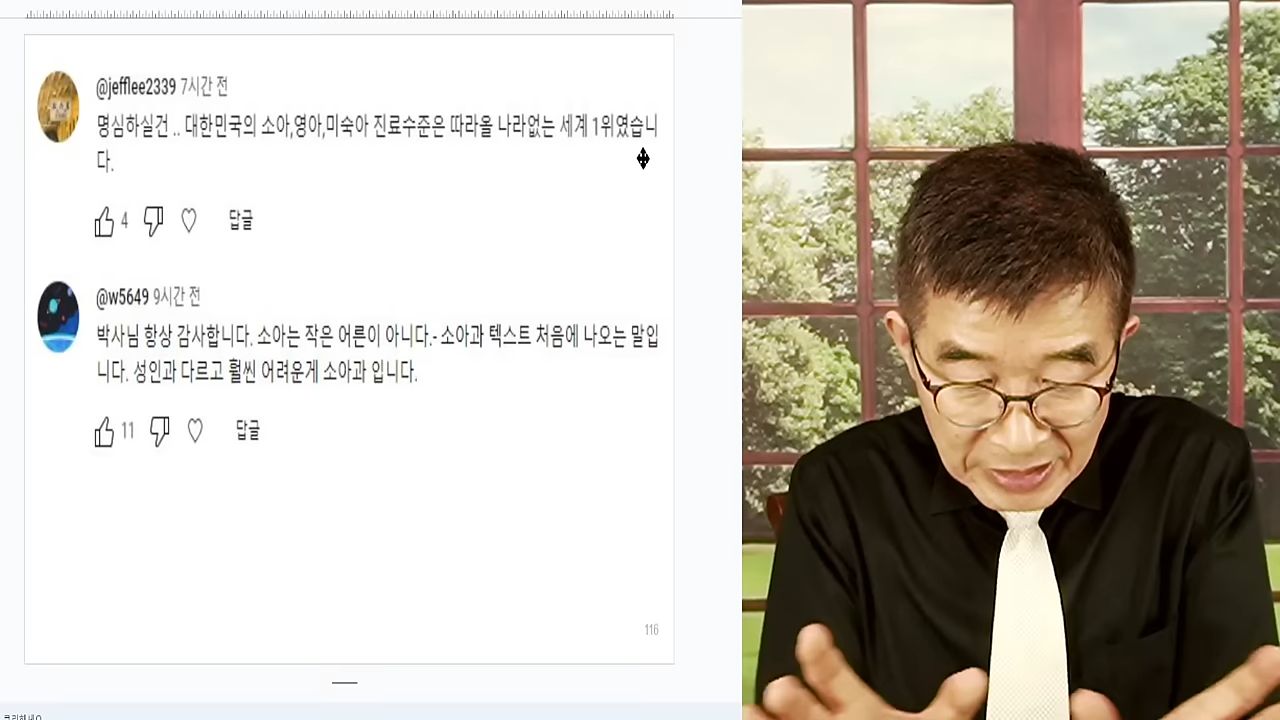 @jefflee2339 7시간 전
명심하실건 .. 대한민국의 소아,영아,미숙아 진료수준은 따라올 나라없는 세계 1위였습니
다.
4 답글
@w5649 9시간 전
박사님 항상 감사합니다. 소아는 작은 어른이 아니다.- 소아과 텍스트 처음에 나오는 말입
니다. 성인과 다르고 훨씬 어려운게 소아과 입니다.
11 답글
116